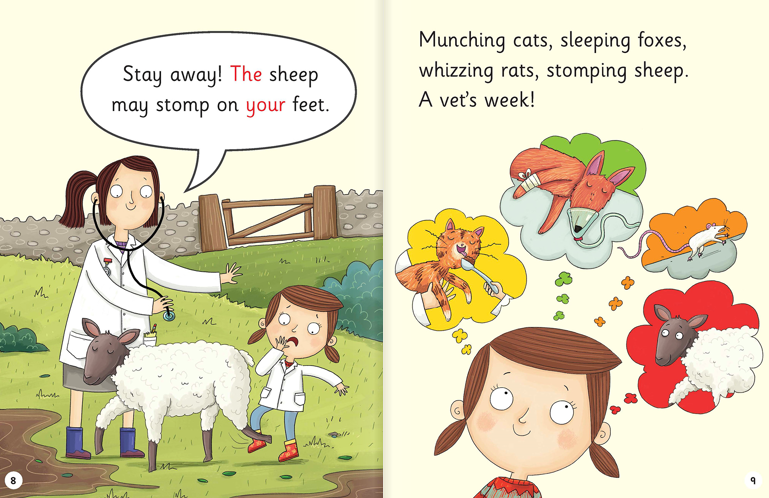 Stay away! The sheep
may stomp on your feet.
8
Munching cats, sleeping foxes,
whizzing rats, stomping sheep.
A vet's week!
9